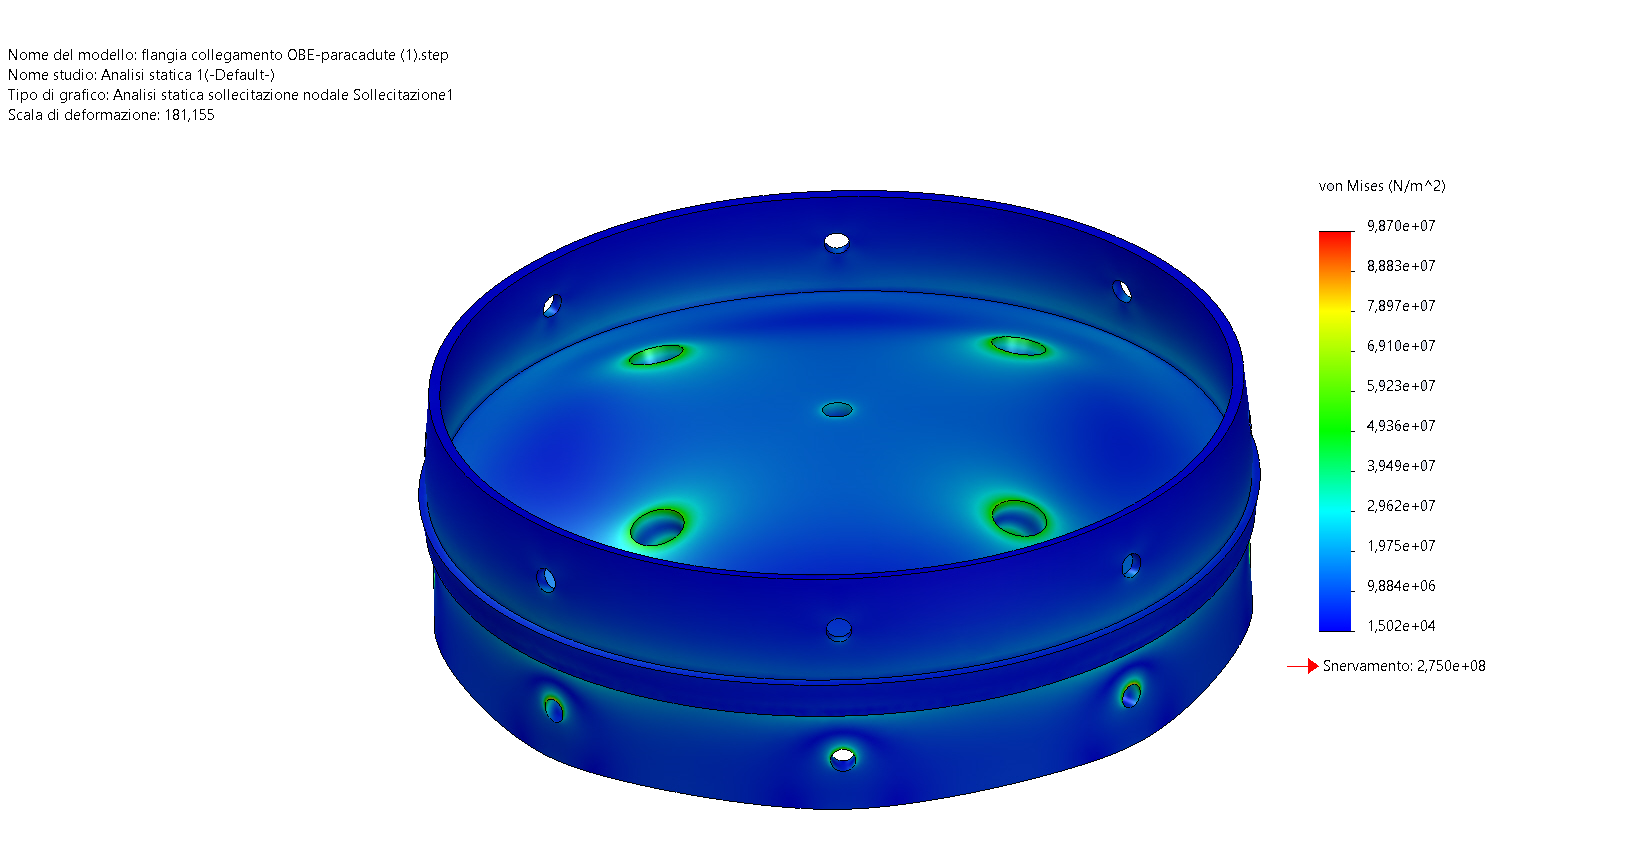 Nome del modello: flangia collegamento OBE-paracadute (1).step
Nome studio: Analisi statica 1(-Default-)
Tipo di grafico: Analisi statica sollecitazione nodale Sollecitazione1
Scala di deformazione: 181,155
von Mises (N/m^2)
9,870e+07
8,883e+07
7,897e+07
6,910e+07
5,923e+07
4,936e+07
3,949e+07
2,962e+07
1,975e+07
9,884e+06
1,502e+04
Snervamento: 2,750e+08